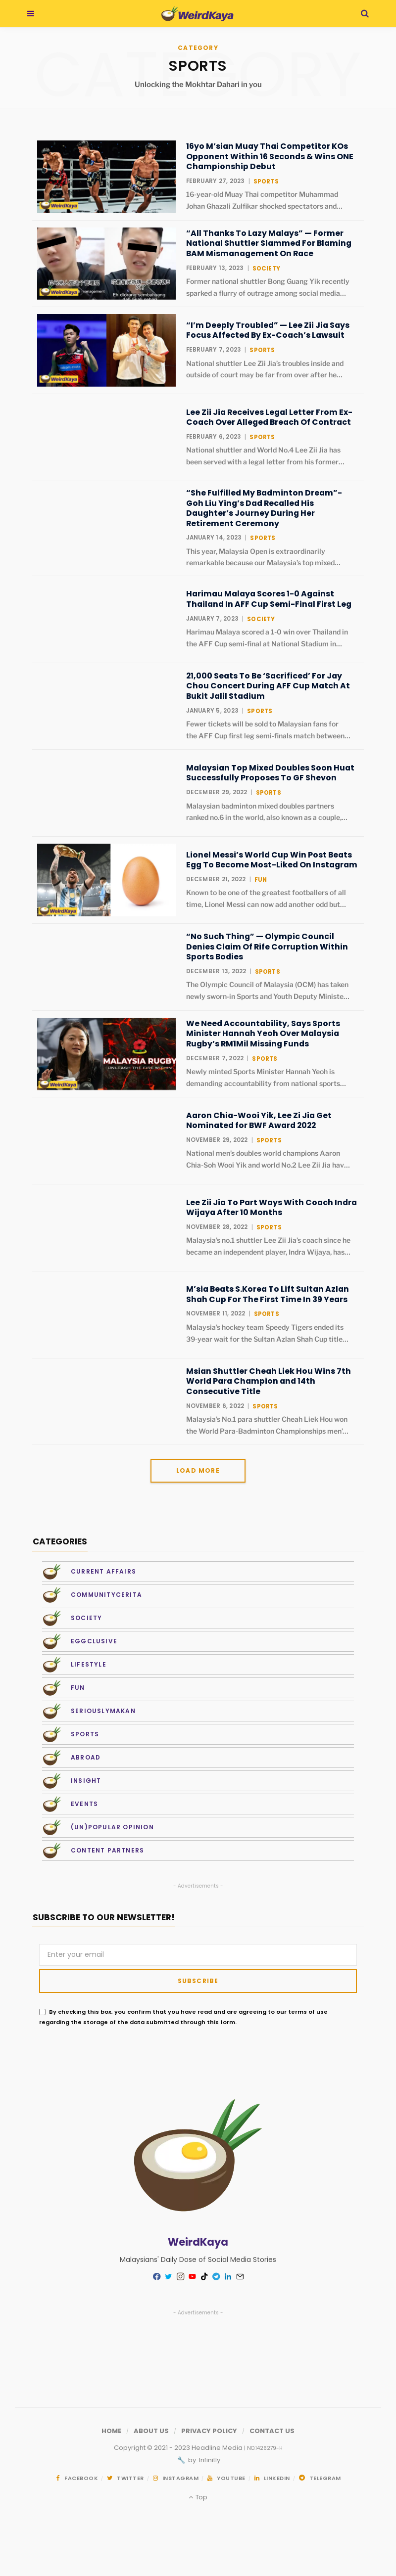 WeirdKaya
CATEGORY
CATEGORY
SPORTS
Unlocking the Mokhtar Dahari in you
16yo M'sian Muay Thai Competitor KOs
Opponent Within 16 Seconds & Wins ONE
Championship Debut
FEBRUARY 27, 2023 | SPORTS
16-year-old Muay Thai competitor Muhammad
Johan Ghazali Zulfikar shocked spectators and…
WeirdKaya
“All Thanks To Lazy Malays” — Former
National Shuttler Slammed For Blaming
BAM Mismanagement On Race
FEBRUARY 13, 2023 | SOCIETY
Former national shuttler Bong Guang Yik recently
sparked a flurry of outrage among social media…
WeirdKaya
“I’m Deeply Troubled” — Lee Zii Jia Says
Focus Affected By Ex-Coach’s Lawsuit
FEBRUARY 7, 2023 | SPORTS
National shuttler Lee Zii Jia’s troubles inside and
outside of court may be far from over after he…
WeirdKaya
Lee Zii Jia Receives Legal Letter From Ex-
Coach Over Alleged Breach Of Contract
FEBRUARY 6, 2023 | SPORTS
National shuttler and World No.4 Lee Zii Jia has
been served with a legal letter from his former…
“She Fulfilled My Badminton Dream”-
Goh Liu Ying’s Dad Recalled His
Daughter’s Journey During Her
Retirement Ceremony
JANUARY 14, 2023 | SPORTS
This year, Malaysia Open is extraordinarily
remarkable because our Malaysia’s top mixed…
Harimau Malaya Scores 1-0 Against
Thailand In AFF Cup Semi-Final First Leg
JANUARY 7, 2023 | SOCIETY
Harimau Malaya scored a 1-0 win over Thailand in
the AFF Cup semi-final at National Stadium in…
21,000 Seats To Be ‘Sacrificed’ For Jay
Chou Concert During AFF Cup Match At
Bukit Jalil Stadium
JANUARY 5, 2023 | SPORTS
Fewer tickets will be sold to Malaysian fans for
the AFF Cup first leg semi-finals match between…
Malaysian Top Mixed Doubles Soon Huat
Successfully Proposes To GF Shevon
DECEMBER 29, 2022 | SPORTS
Malaysian badminton mixed doubles partners
ranked no.6 in the world, also known as a couple,…
Lionel Messi’s World Cup Win Post Beats
Egg To Become Most-Liked On Instagram
DECEMBER 21, 2022 | FUN
Known to be one of the greatest footballers of all
time, Lionel Messi can now add another odd but…
WeirdKaya
“No Such Thing” — Olympic Council
Denies Claim Of Rife Corruption Within
Sports Bodies
DECEMBER 13, 2022 | SPORTS
The Olympic Council of Malaysia (OCM) has taken
newly sworn-in Sports and Youth Deputy Ministe…
We Need Accountability, Says Sports
Minister Hannah Yeoh Over Malaysia
Rugby’s RM1Mil Missing Funds
DECEMBER 7, 2022 | SPORTS
Newly minted Sports Minister Hannah Yeoh is
demanding accountability from national sports…
MALAYSIA RUGBY
UNLEASH THE FIRE WITHIN
WeirdKaya
Aaron Chia-Wooi Yik, Lee Zi Jia Get
Nominated for BWF Award 2022
NOVEMBER 29, 2022 | SPORTS
National men’s doubles world champions Aaron
Chia-Soh Wooi Yik and world No.2 Lee Zii Jia hav…
Lee Zii Jia To Part Ways With Coach Indra
Wijaya After 10 Months
NOVEMBER 28, 2022 | SPORTS
Malaysia’s no.1 shuttler Lee Zii Jia’s coach since he
became an independent player, Indra Wijaya, has…
M’sia Beats S.Korea To Lift Sultan Azlan
Shah Cup For The First Time In 39 Years
NOVEMBER 11, 2022 | SPORTS
Malaysia’s hockey team Speedy Tigers ended its
39-year wait for the Sultan Azlan Shah Cup title…
Msian Shuttler Cheah Liek Hou Wins 7th
World Para Champion and 14th
Consecutive Title
NOVEMBER 6, 2022 | SPORTS
Malaysia’s No.1 para shuttler Cheah Liek Hou won
the World Para-Badminton Championships men’…
LOAD MORE
CATEGORIES
CURRENT AFFAIRS
COMMUNITYCERITA
SOCIETY
EGGCLUSIVE
LIFESTYLE
FUN
SERIOUSLYMAKAN
SPORTS
ABROAD
INSIGHT
EVENTS
(UN)POPULAR OPINION
CONTENT PARTNERS
- Advertisements -
SUBSCRIBE TO OUR NEWSLETTER!
Enter your email
SUBSCRIBE
By checking this box, you confirm that you have read and are agreeing to our terms of use
regarding the storage of the data submitted through this form.
WeirdKaya
Malaysians' Daily Dose of Social Media Stories
- Advertisements -
HOME / ABOUT US / PRIVACY POLICY / CONTACT US
Copyright © 2021 - 2023 Headline Media | NO.1426279-H
🔧 by Infinitly
FACEBOOK / TWITTER / INSTAGRAM / YOUTUBE / LINKEDIN / TELEGRAM
Top